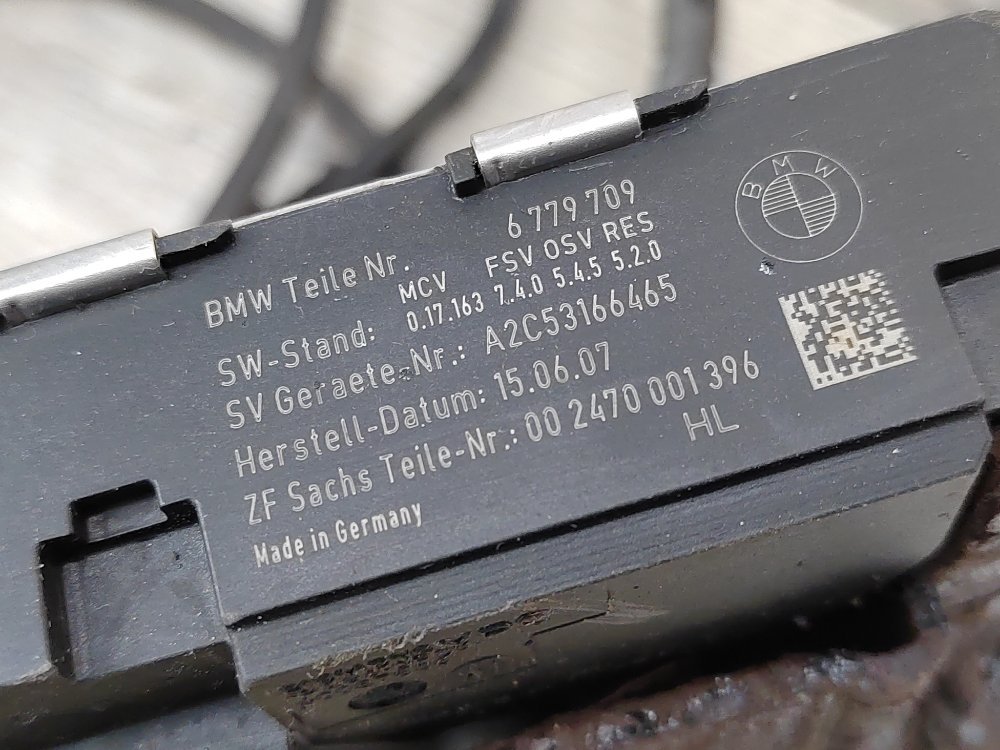 BMW Teile Nr. 6 779 709
MCV FSV OSV RES
SW-Stand: 0.17.163 7.4.0 5.4.5 5.2.0
SV Geraete-Nr.: A2C53166465
Herstell-Datum: 15.06.07
ZF Sachs Teile-Nr.: 00 2470 001 396
HL
Made in Germany
BMW